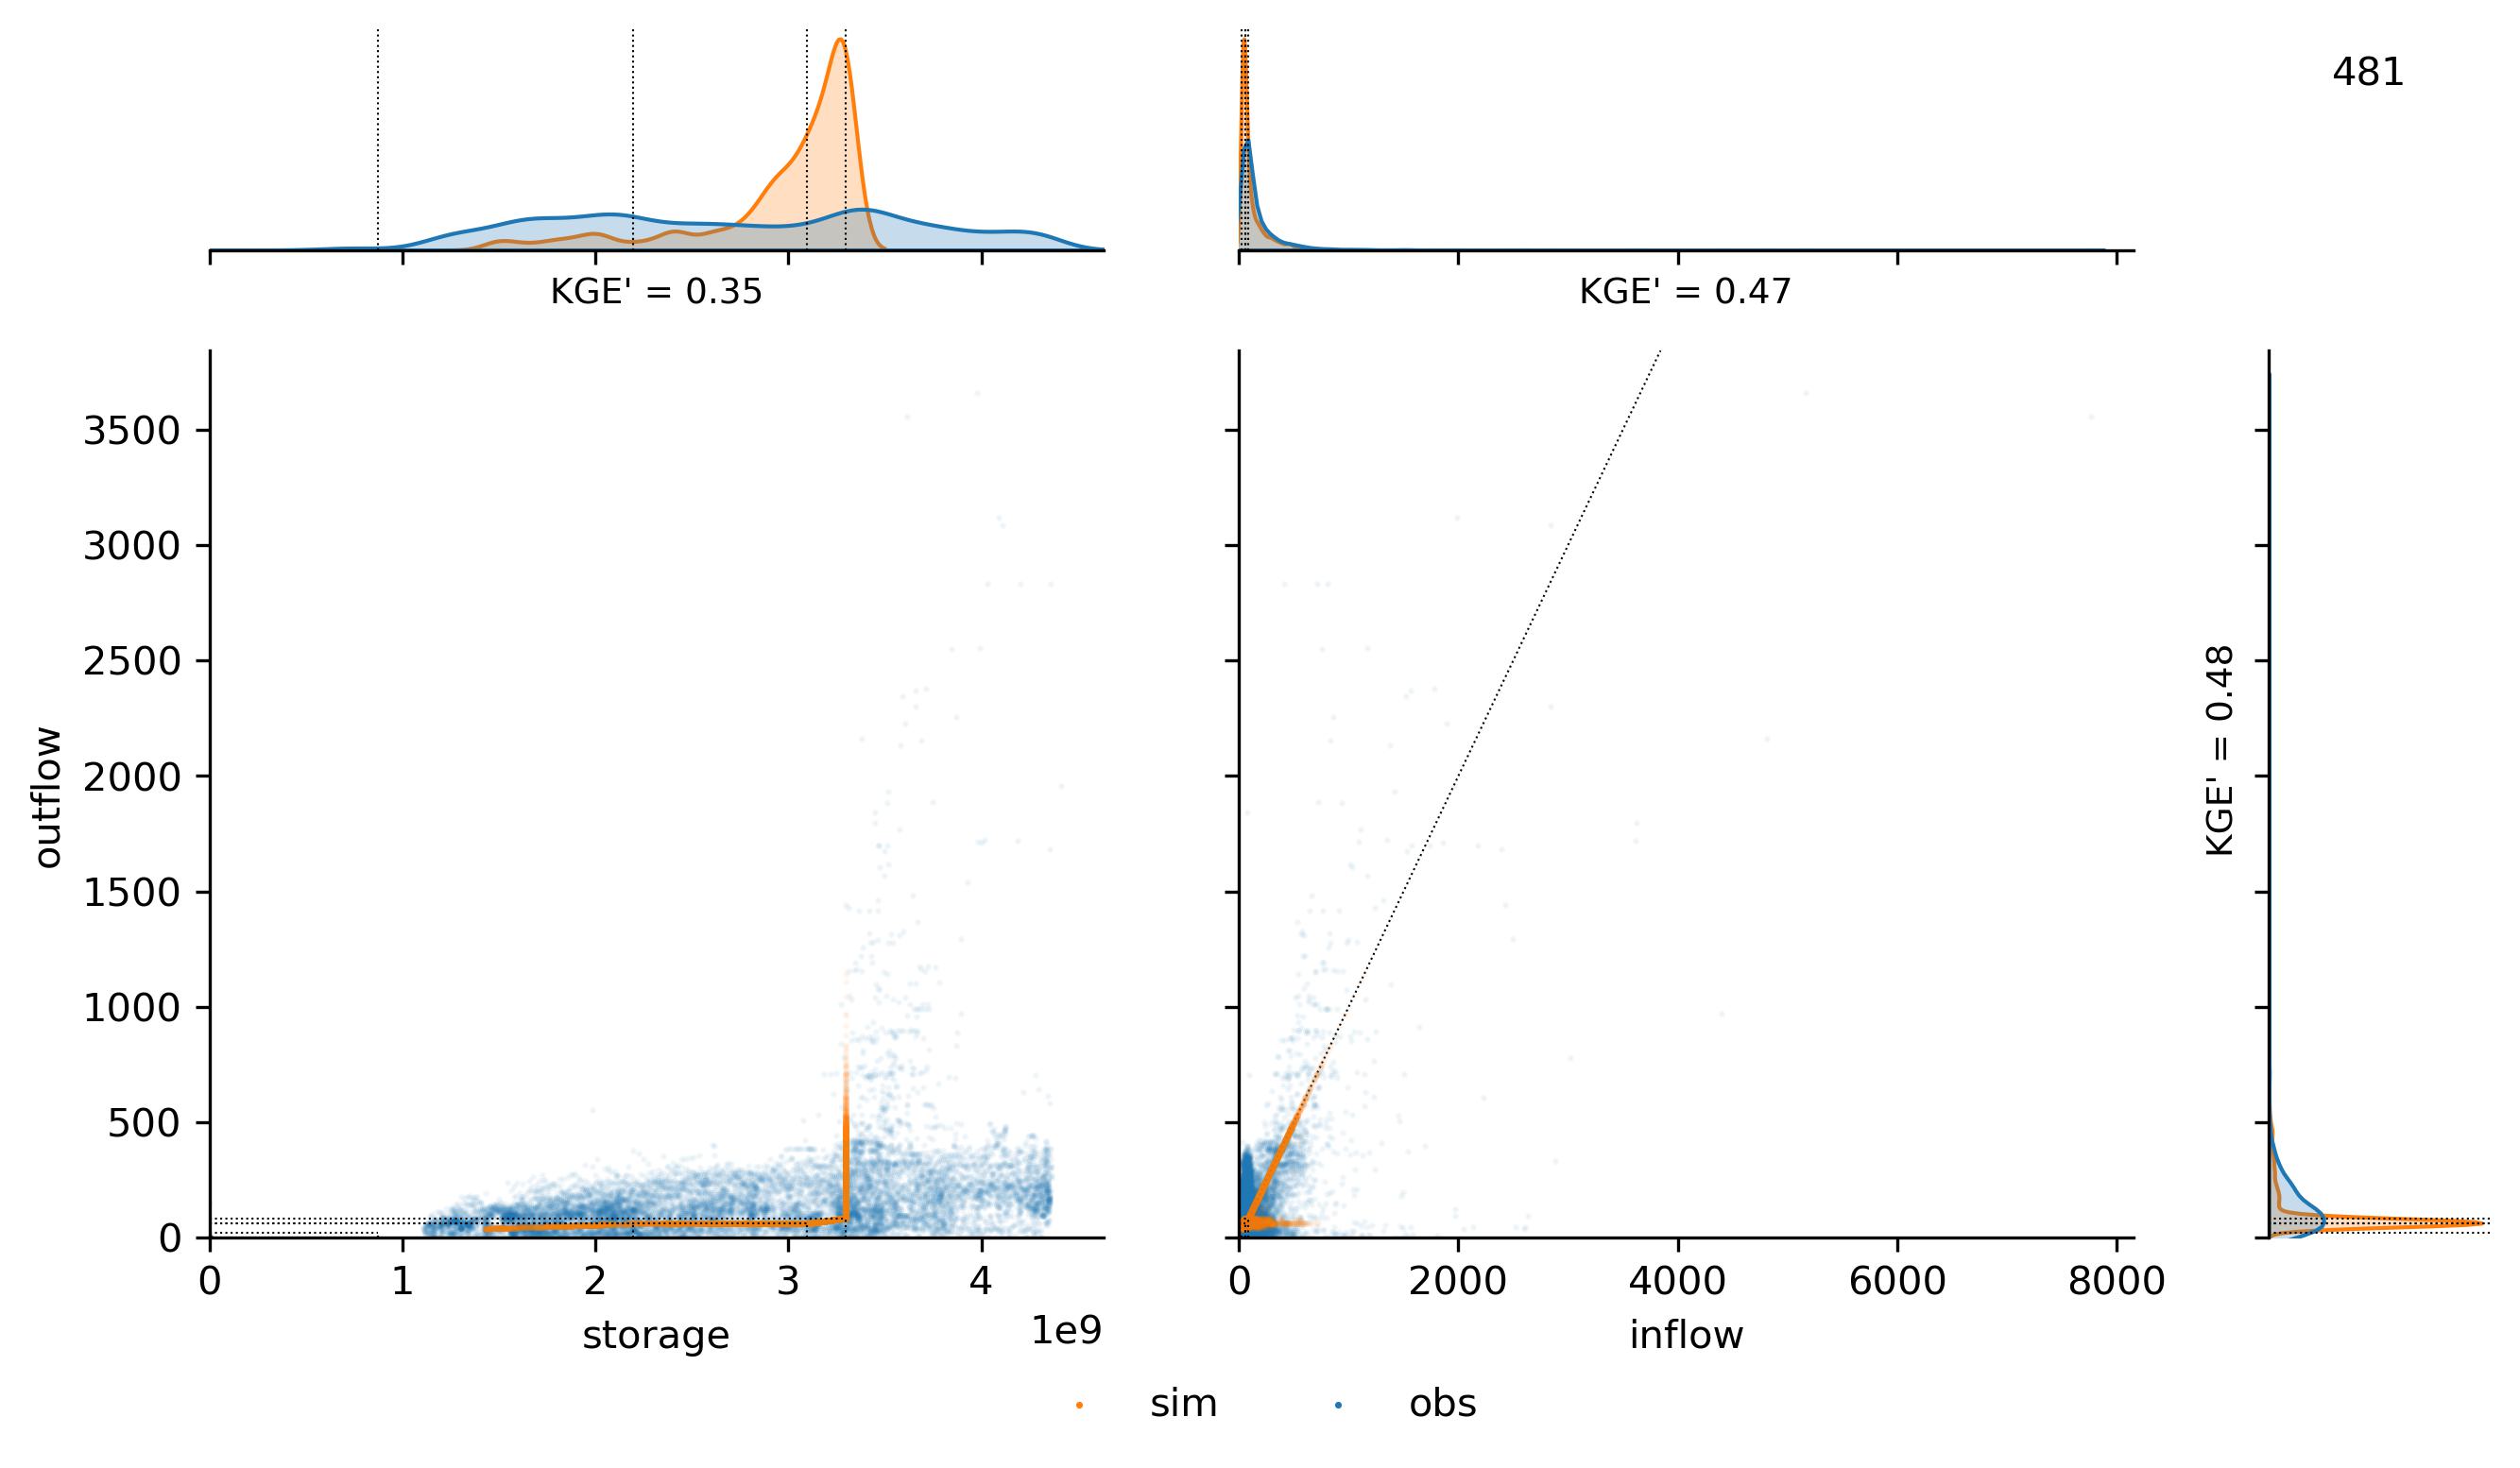 481
KGE' = 0.35
KGE' = 0.47
3500
3000
2500
2000
1500
1000
500
0
outflow
KGE' = 0.48
0 1 2 3 4
1e9
storage
0 2000 4000 6000 8000
inflow
sim obs